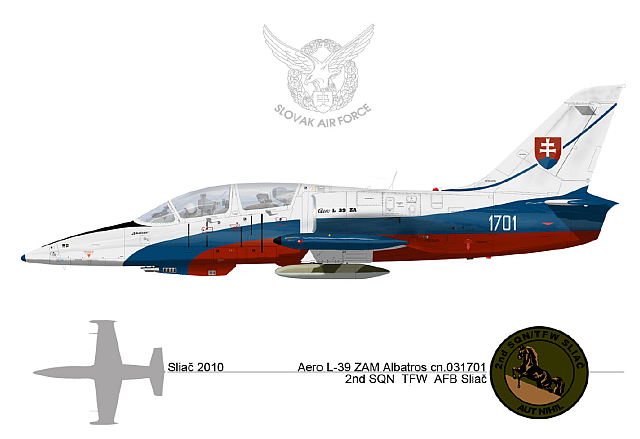 SLOVAK AIR FORCE
Aero L 39 ZA
1701
Sliač 2010
Aero L-39 ZAM Albatros cn.031701
2nd SQN TFW AFB Sliač
2nd SQN/TFW SLIAČ
AUT NIHIL